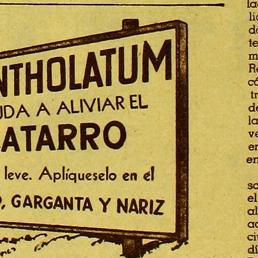 NTHOLATUM
UDA A ALIVIAR EL
ATARRO
leve. Aplíqueselo en el
, GARGANTA Y NARIZ